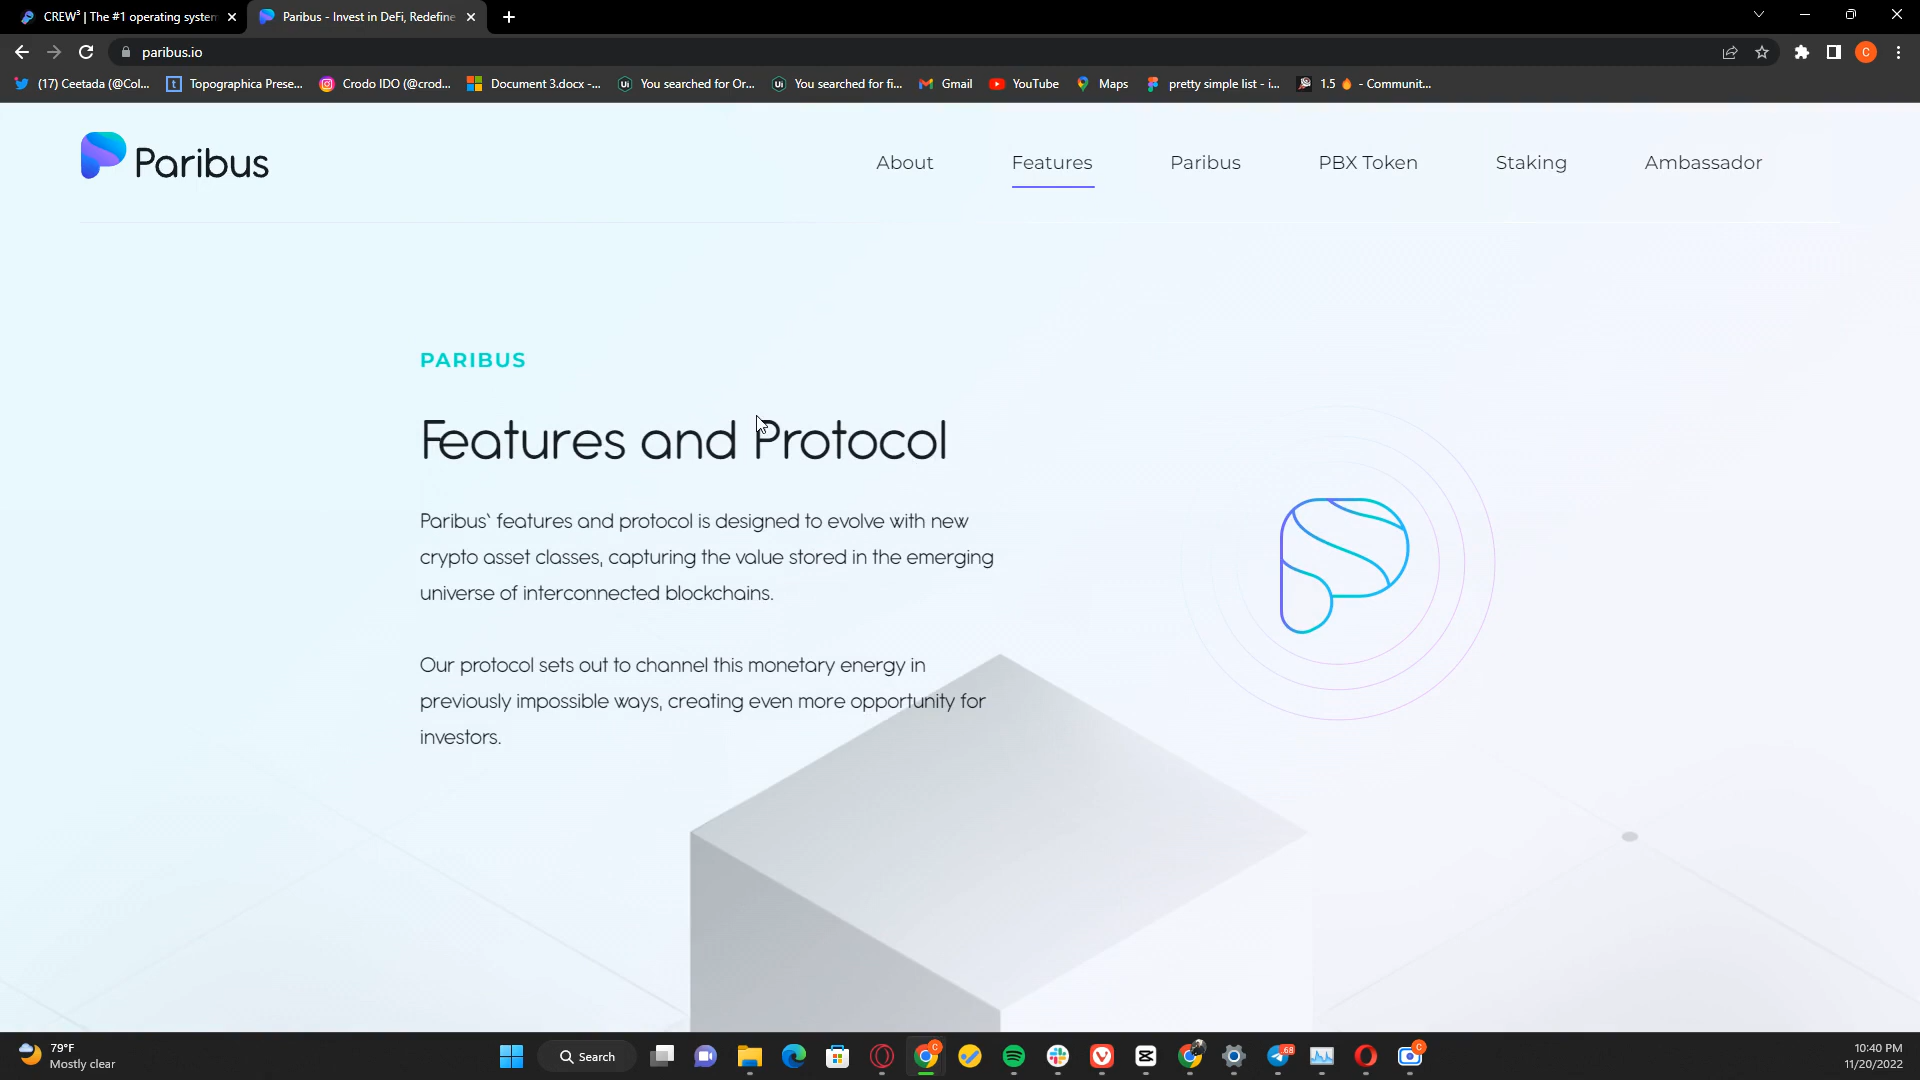 CREW³ | The #1 operating system
Paribus - Invest in DeFi, Redefine
paribus.io
C
(17) Ceetada (@Col...
Topographica Prese...
Crodo IDO (@crod...
Document 3.docx -...
You searched for Or...
You searched for fi...
Gmail
YouTube
Maps
pretty simple list - i...
1.5 🔥 - Communit...
Paribus
About
Features
Paribus
PBX Token
Staking
Ambassador
PARIBUS
Features and Protocol
Paribus` features and protocol is designed to evolve with new
crypto asset classes, capturing the value stored in the emerging
universe of interconnected blockchains.
Our protocol sets out to channel this monetary energy in
previously impossible ways, creating even more opportunity for
investors.
79°F
Mostly clear
Search
68
10:40 PM
11/20/2022